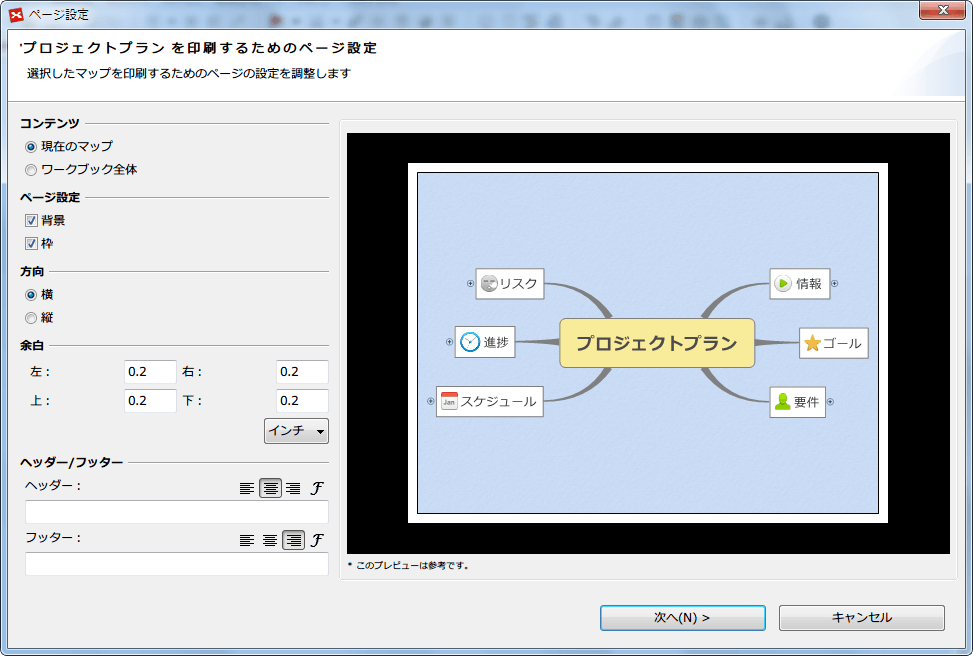 ページ設定
'プロジェクトプラン を印刷するためのページ設定
選択したマップを印刷するためのページの設定を調整します
コンテンツ
現在のマップ
ワークブック全体
ページ設定
背景
枠
方向
横
縦
余白
左： 0.2 右： 0.2
上： 0.2 下： 0.2
インチ
ヘッダー/フッター
ヘッダー：
フッター：
リスク
進捗
Jan スケジュール
プロジェクトプラン
情報
ゴール
要件
* このプレビューは参考です。
次へ(N) >
キャンセル